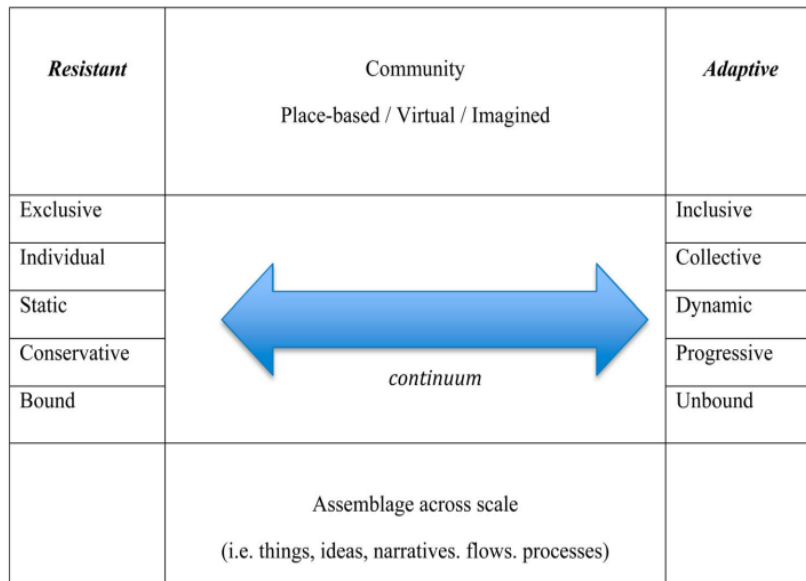 Resistant
Community
Adaptive
Place-based / Virtual / Imagined
Exclusive
Inclusive
Individual
Collective
Static
Dynamic
Conservative
Progressive
continuum
Bound
Unbound
Assemblage across scale
(i.e. things, ideas, narratives. flows. processes)